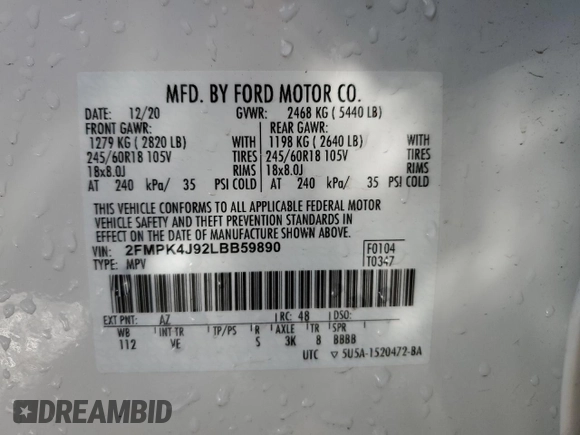 MFD. BY FORD MOTOR CO.
DATE: 12/20 GVWR: 2468 KG ( 5440 LB)
FRONT GAWR: REAR GAWR:
1279 KG ( 2820 LB) WITH 1198 KG ( 2640 LB) WITH
245/60R18 105V TIRES 245/60R18 105V TIRES
18x8.0J RIMS 18x8.0J RIMS
AT 240 kPa/ 35 PSI COLD AT 240 kPa/ 35 PSI COLD
THIS VEHICLE CONFORMS TO ALL APPLICABLE FEDERAL MOTOR
VEHICLE SAFETY AND THEFT PREVENTION STANDARDS IN
EFFECT ON THE DATE OF MANUFACTURE SHOWN ABOVE.
VIN: 2FMPK4J92LBB59890 F0104
TYPE: MPV T0347
EXT PNT: AZ RC: 48 DSO:
WB INT TR TP/PS R AXLE TR SPR
112 VE S 3K 8 BBBB
UTC ▽ 5U5A-1520472-BA
DREAMBID